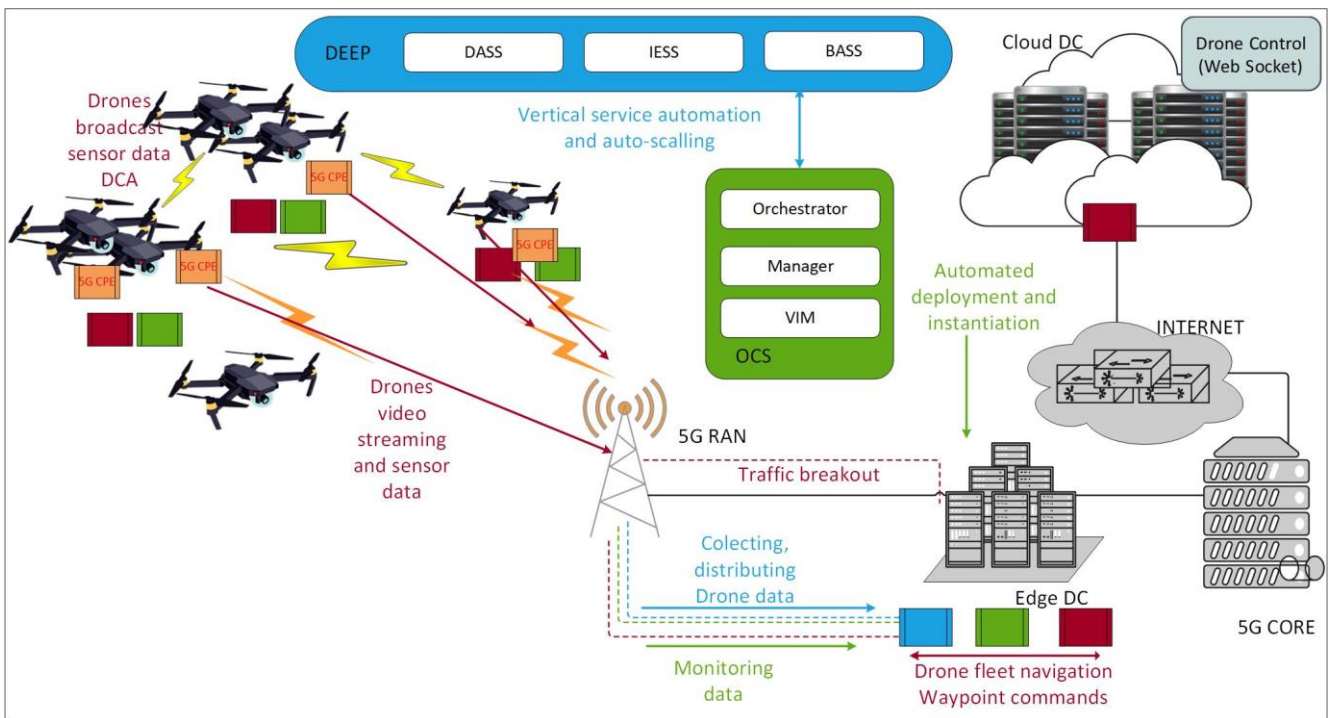 DEEP
DASS
IESS
BASS
Cloud DC
Drone Control
(Web Socket)
Drones
broadcast
sensor data
DCA
Vertical service automation
and auto-scalling
5G CPE
5G CPE
5G CPE
5G CPE
Orchestrator
Manager
VIM
OCS
Automated
deployment and
instantiation
INTERNET
Drones
video
streaming
and sensor
data
5G RAN
Traffic breakout
Colecting,
distributing
Drone data
Edge DC
5G CORE
Monitoring
data
Drone fleet navigation
Waypoint commands